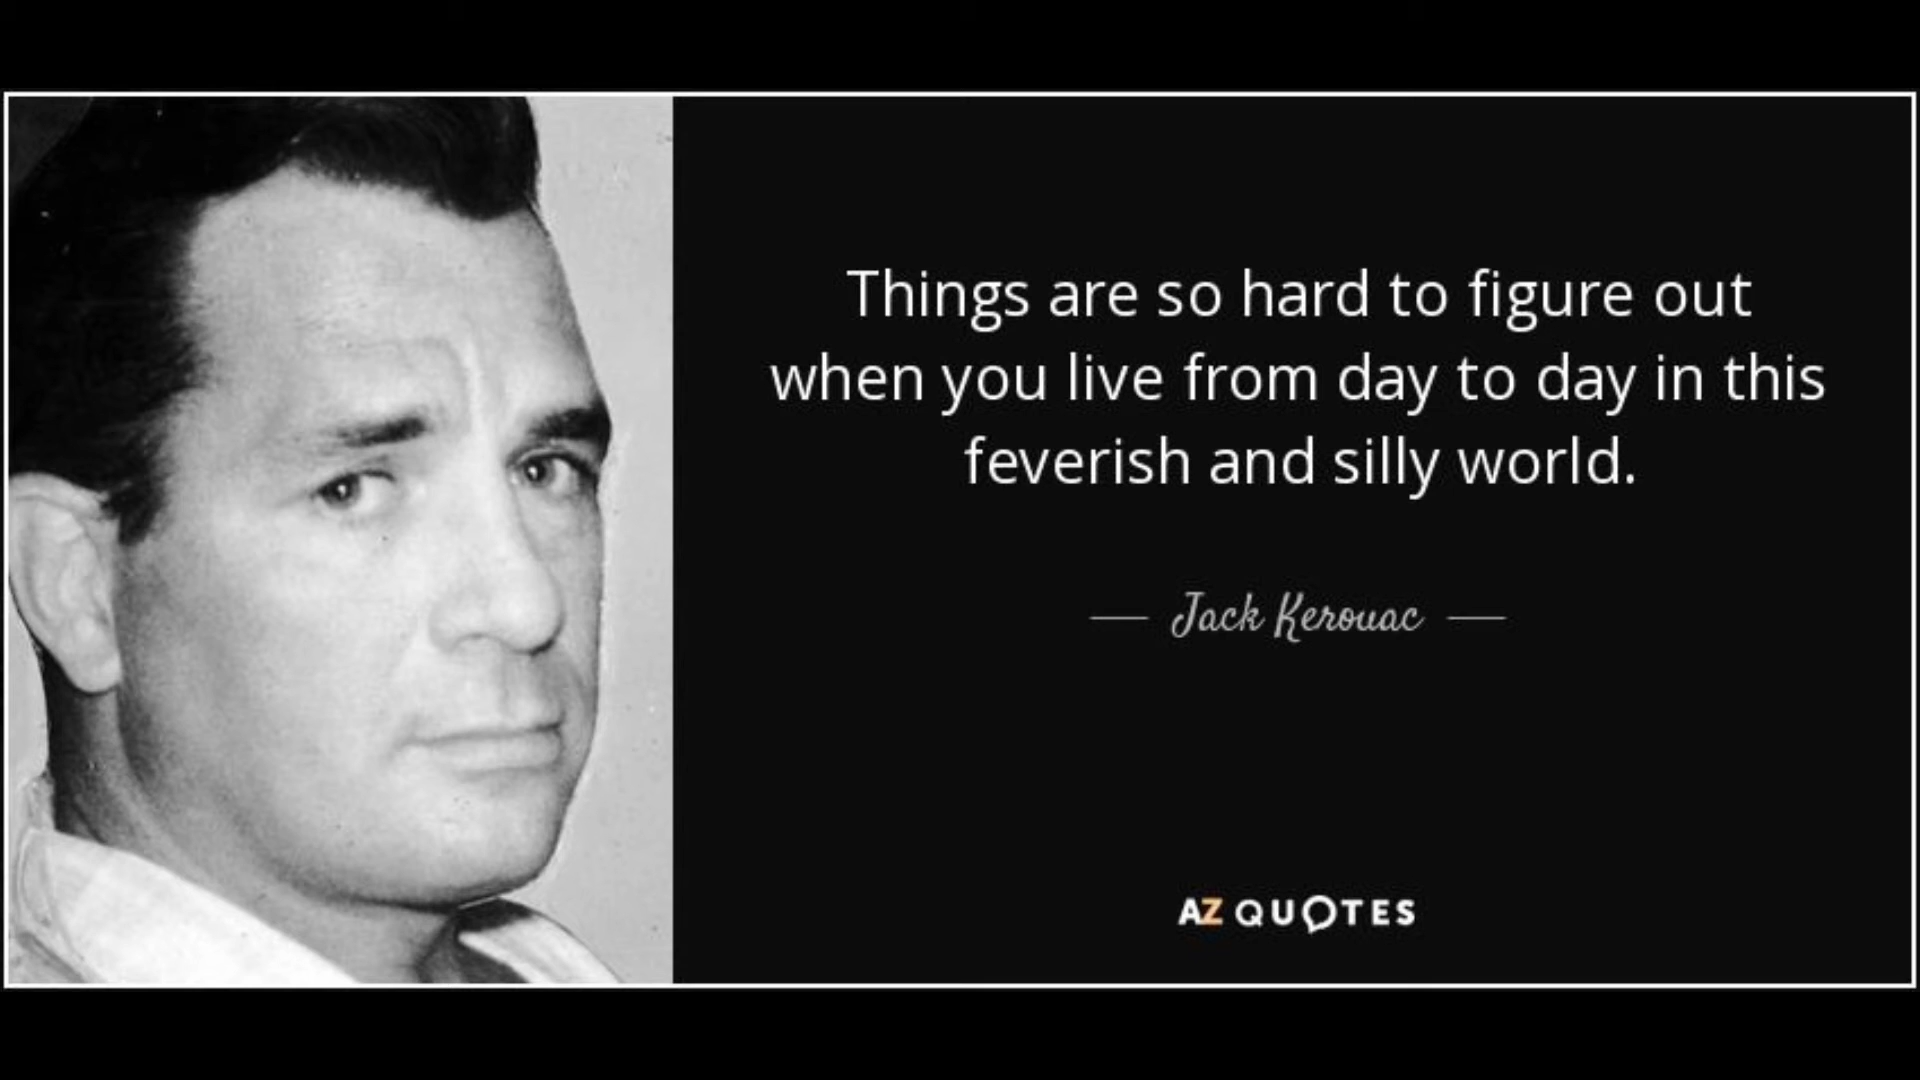 Things are so hard to figure out
when you live from day to day in this
feverish and silly world.
Jack Kerouac
AZ QUOTES